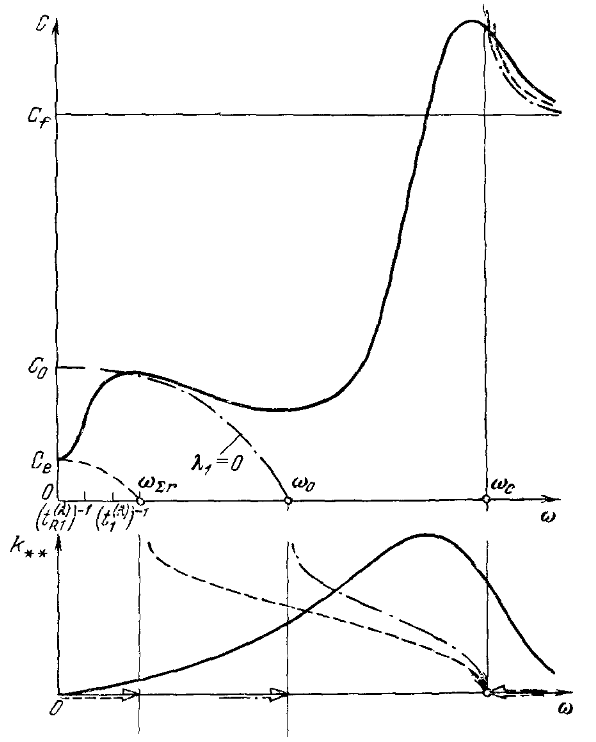 C
C_f
C_0
C_e
λ_1=0
0
ω_Σr
ω_0
ω_C
(t_R1^(λ))^-1 (t_1^(λ))^-1
ω
k_**
0
ω